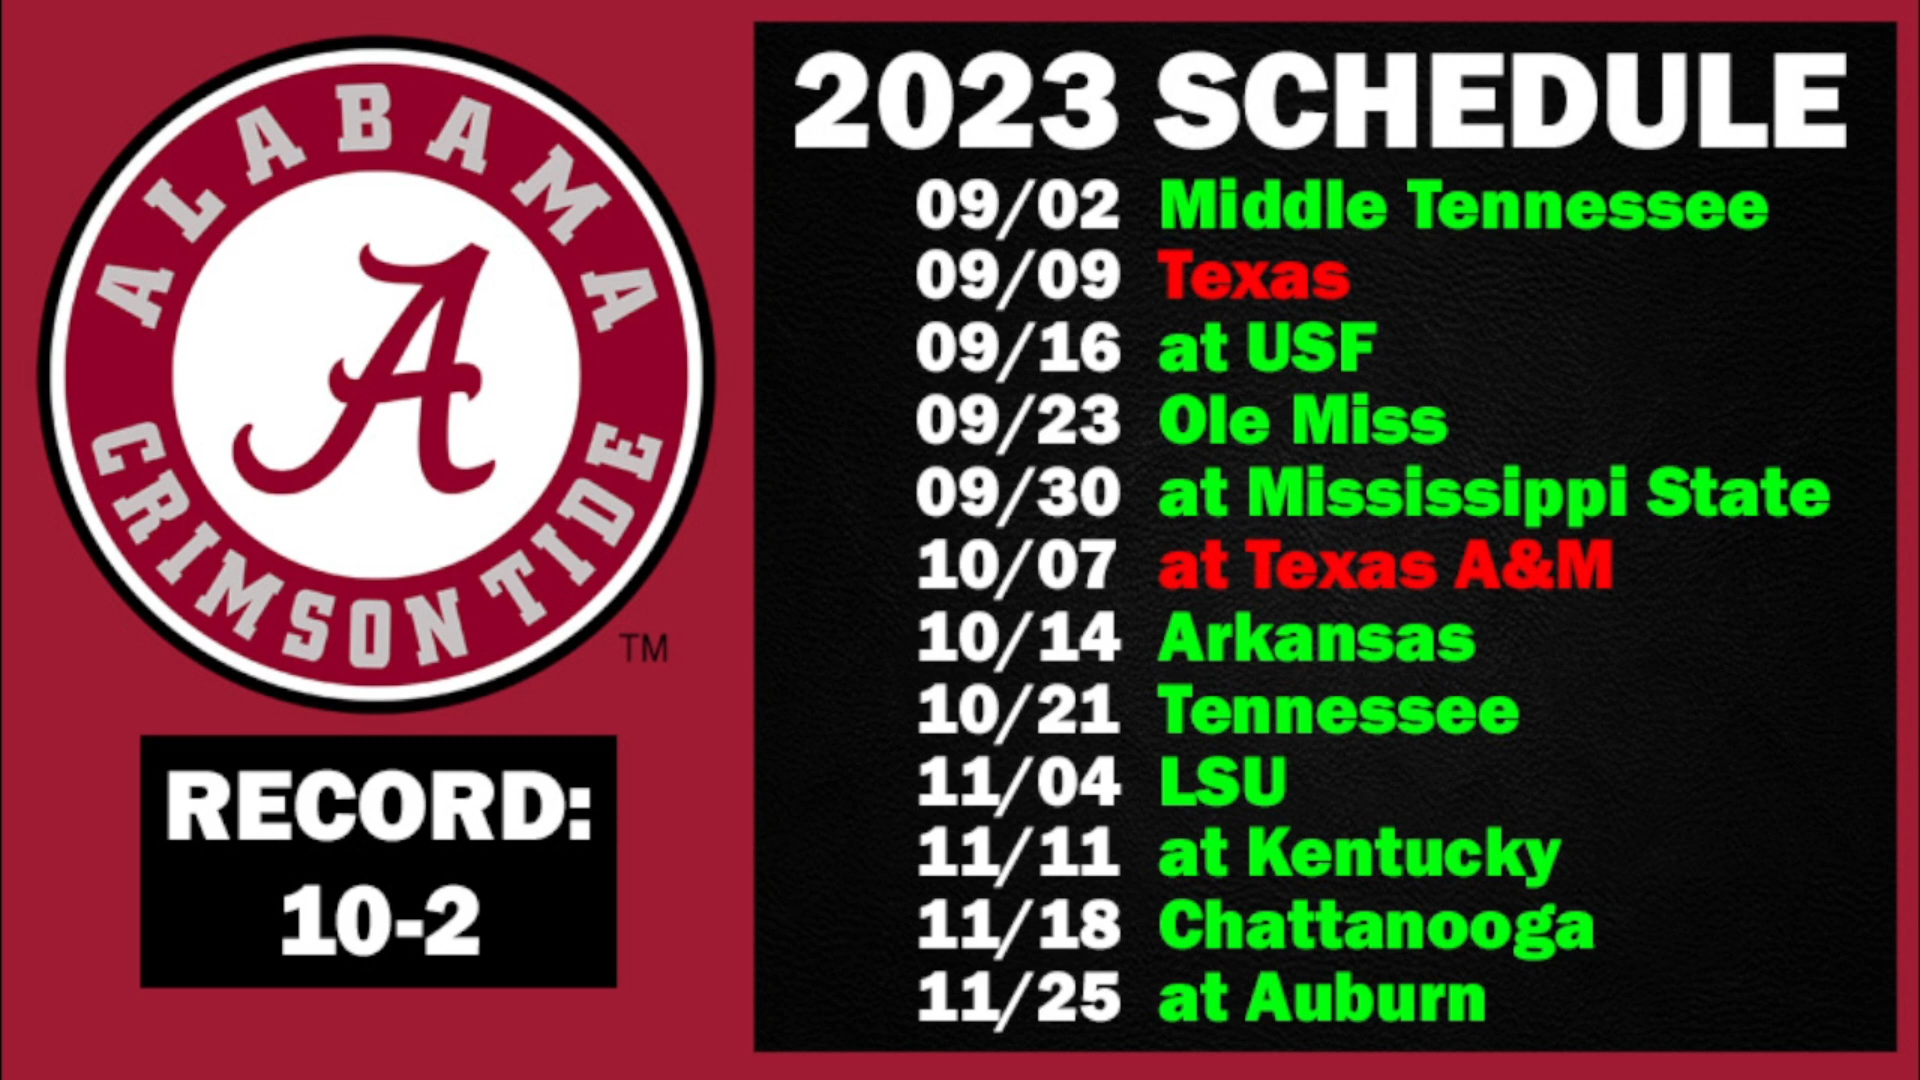 ALABAMA
A
CRIMSON TIDE
TM
RECORD:
10-2
2023 SCHEDULE
09/02 Middle Tennessee
09/09 Texas
09/16 at USF
09/23 Ole Miss
09/30 at Mississippi State
10/07 at Texas A&M
10/14 Arkansas
10/21 Tennessee
11/04 LSU
11/11 at Kentucky
11/18 Chattanooga
11/25 at Auburn